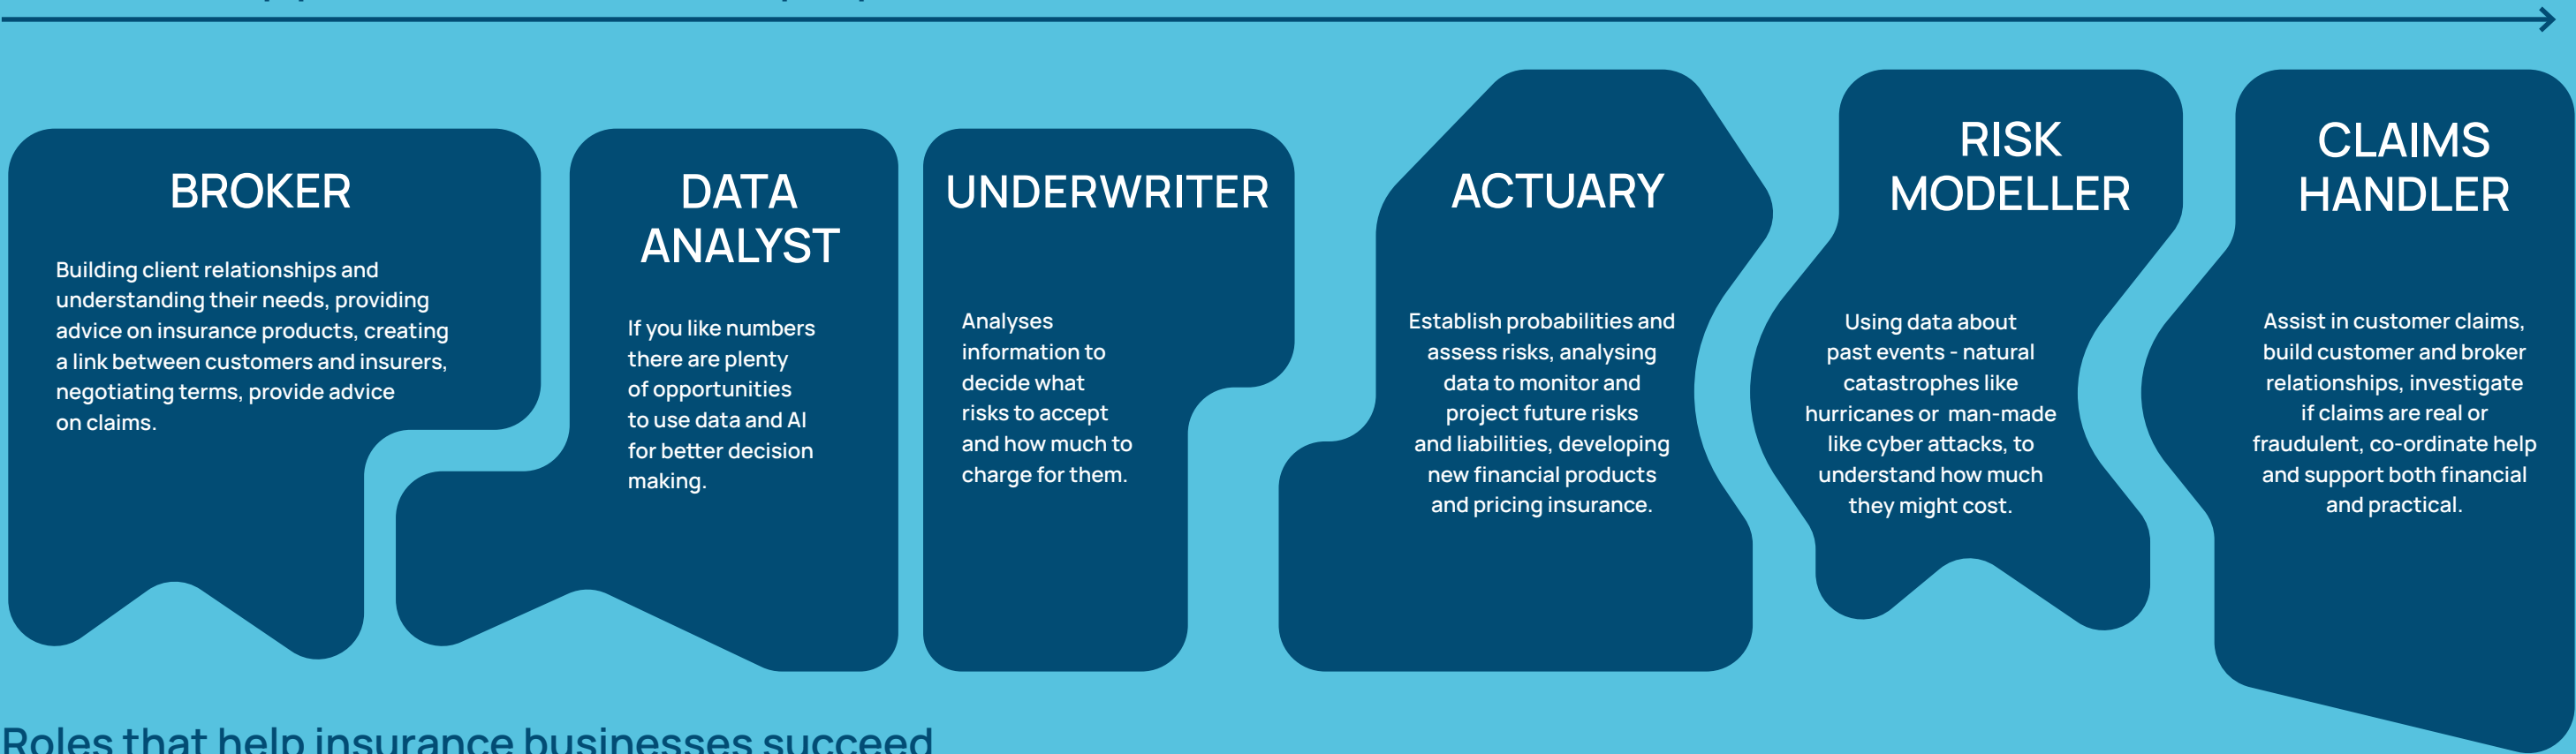 BROKER
Building client relationships and
understanding their needs, providing
advice on insurance products, creating
a link between customers and insurers,
negotiating terms, provide advice
on claims.
DATA
ANALYST
If you like numbers
there are plenty
of opportunities
to use data and AI
for better decision
making.
UNDERWRITER
Analyses
information to
decide what
risks to accept
and how much to
charge for them.
ACTUARY
Establish probabilities and
assess risks, analysing
data to monitor and
project future risks
and liabilities, developing
new financial products
and pricing insurance.
RISK
MODELLER
Using data about
past events - natural
catastrophes like
hurricanes or man-made
like cyber attacks, to
understand how much
they might cost.
CLAIMS
HANDLER
Assist in customer claims,
build customer and broker
relationships, investigate
if claims are real or
fraudulent, co-ordinate help
and support both financial
and practical.
Roles that help insurance businesses succeed